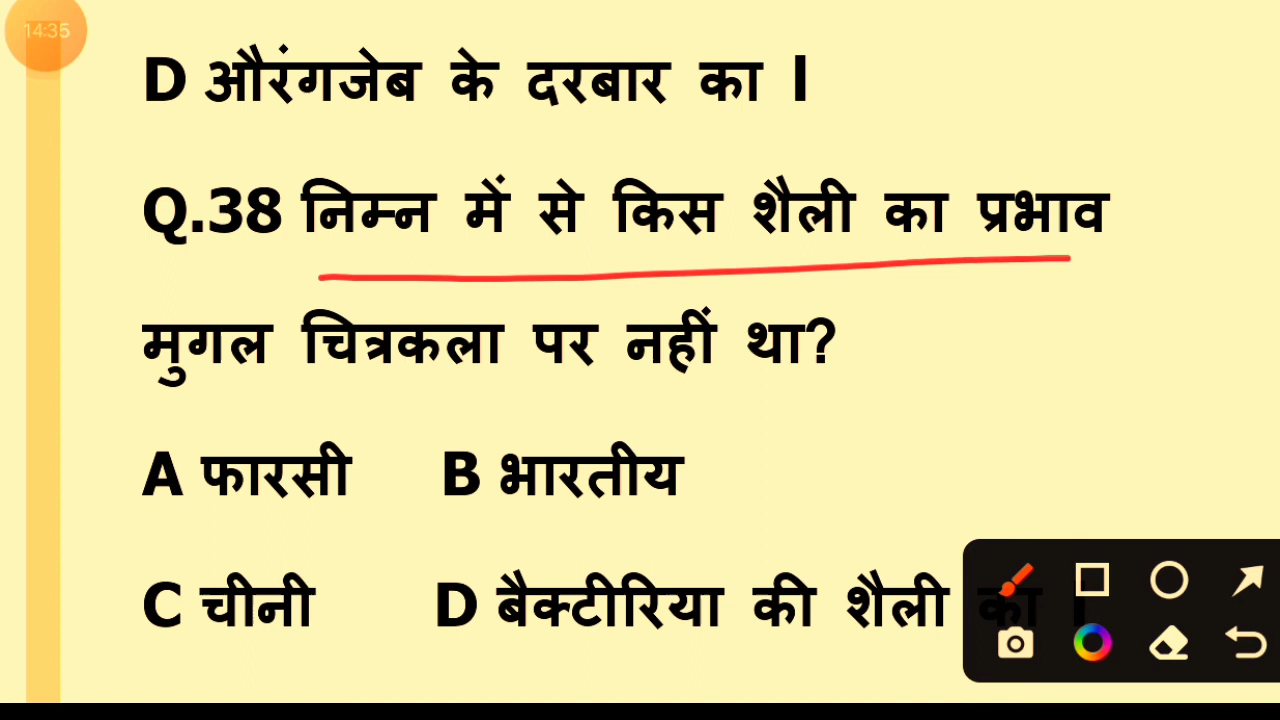 14:35
D औरंगजेब के दरबार का l
Q.38 निम्न में से किस शैली का प्रभाव
मुगल चित्रकला पर नहीं था?
A फारसी B भारतीय
C चीनी D बैक्टीरिया की शैली का l